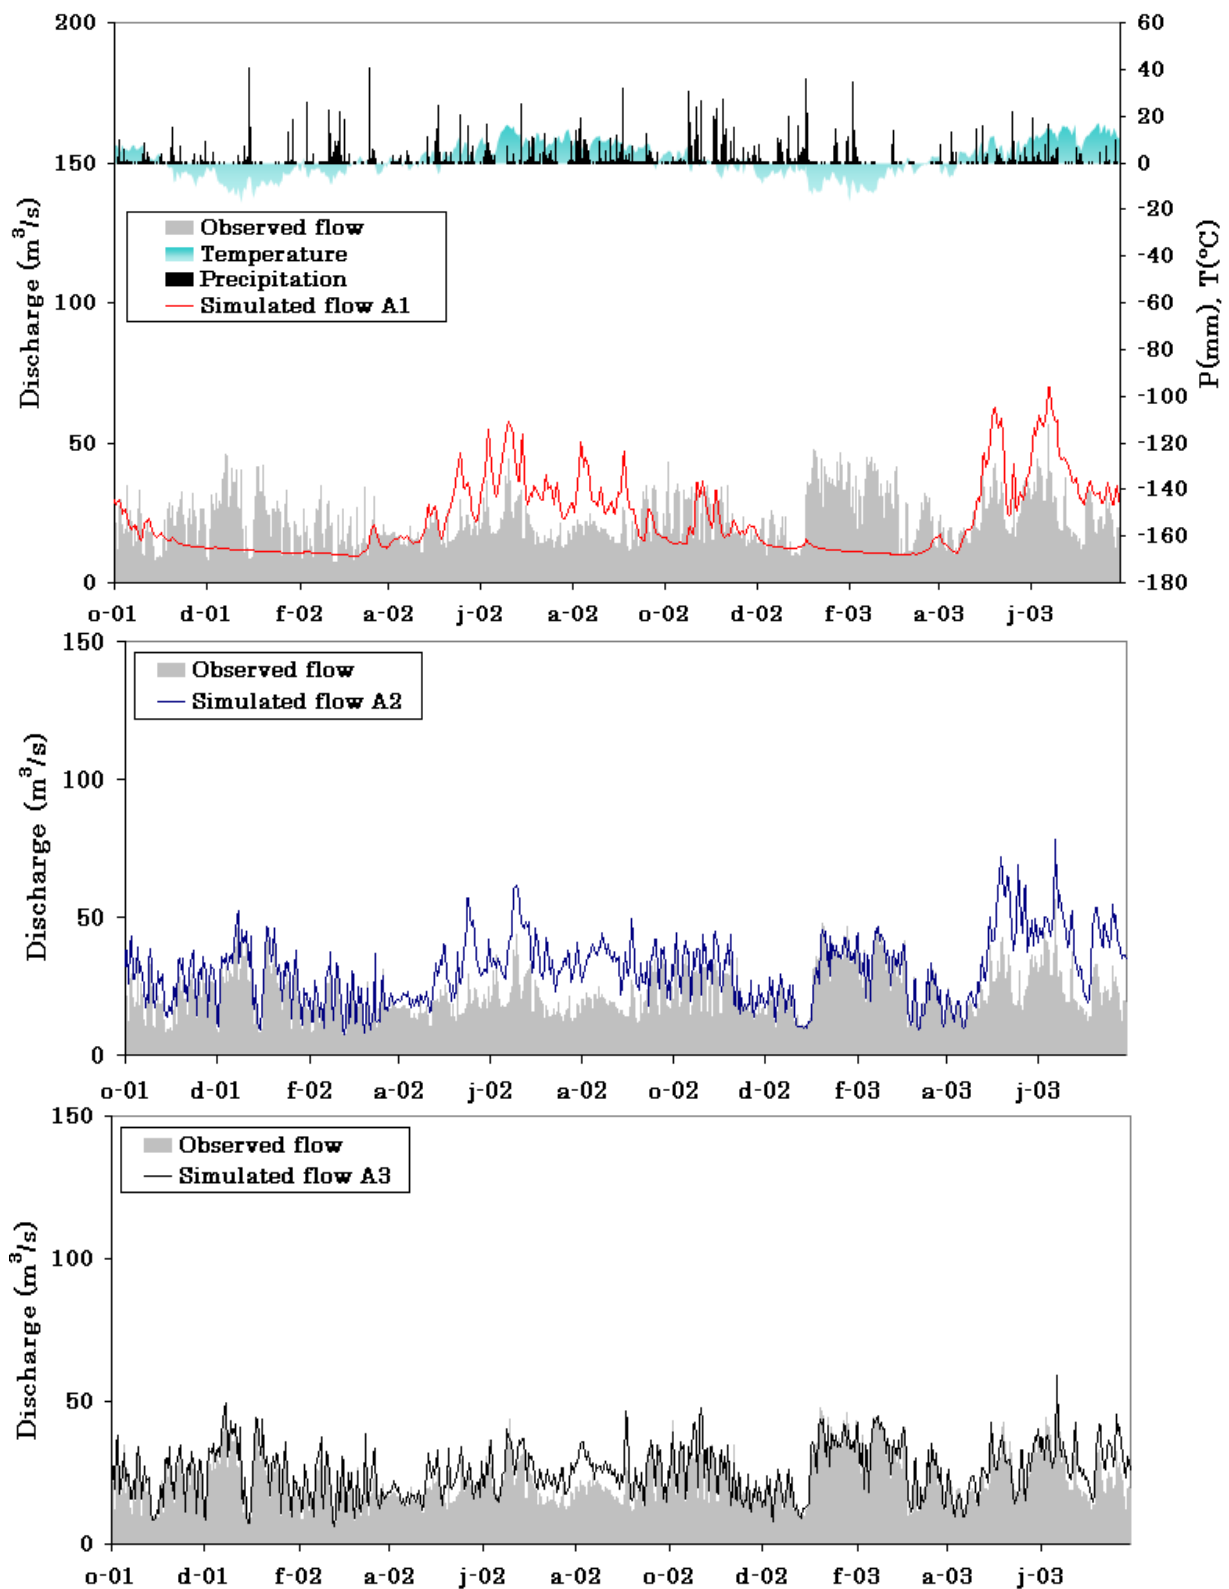 200
150
100
50
0
Discharge (m³/s)
60
40
20
0
-20
-40
-60
-80
-100
-120
-140
-160
-180
P(mm), T(ºC)
Observed flow
Temperature
Precipitation
Simulated flow A1
o-01 d-01 f-02 a-02 j-02 a-02 o-02 d-02 f-03 a-03 j-03
150
100
50
0
Discharge (m³/s)
Observed flow
Simulated flow A2
o-01 d-01 f-02 a-02 j-02 a-02 o-02 d-02 f-03 a-03 j-03
150
100
50
0
Discharge (m³/s)
Observed flow
Simulated flow A3
o-01 d-01 f-02 a-02 j-02 a-02 o-02 d-02 f-03 a-03 j-03